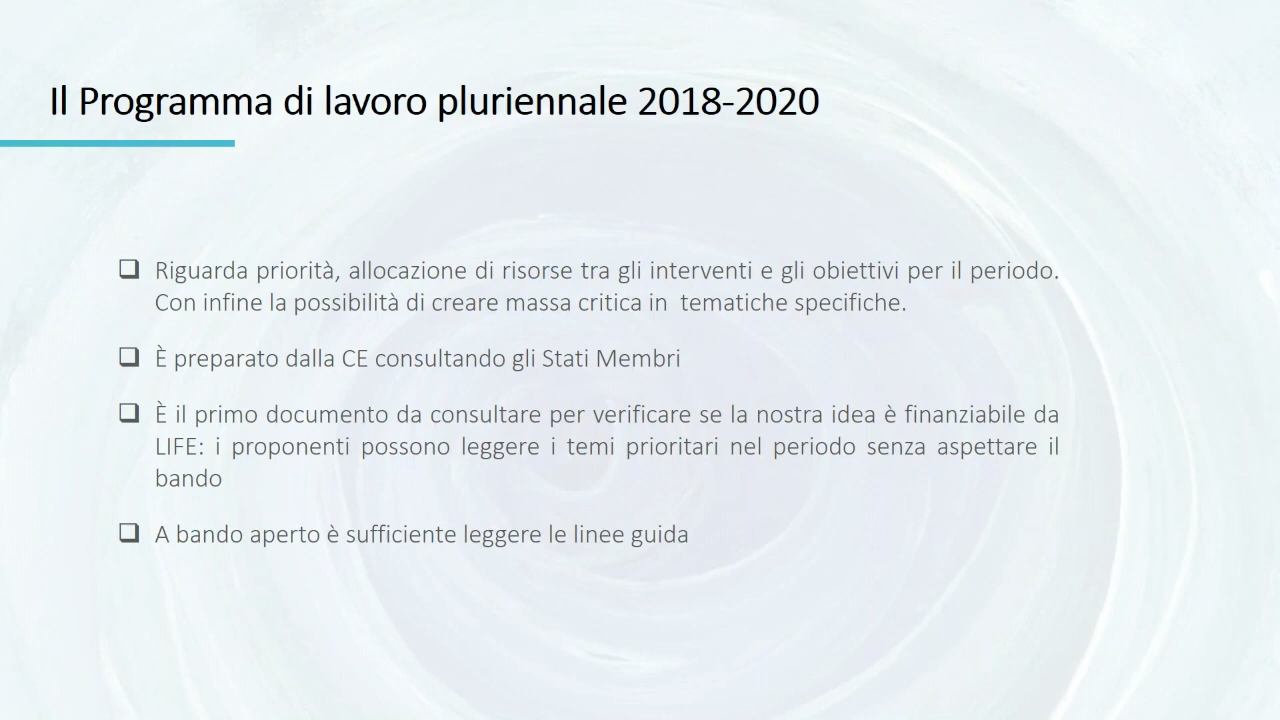 Il Programma di lavoro pluriennale 2018-2020
❑ Riguarda priorità, allocazione di risorse tra gli interventi e gli obiettivi per il periodo.
Con infine la possibilità di creare massa critica in  tematiche specifiche.
❑ È preparato dalla CE consultando gli Stati Membri
❑ È il primo documento da consultare per verificare se la nostra idea è finanziabile da
LIFE: i proponenti possono leggere i temi prioritari nel periodo senza aspettare il
bando
❑ A bando aperto è sufficiente leggere le linee guida